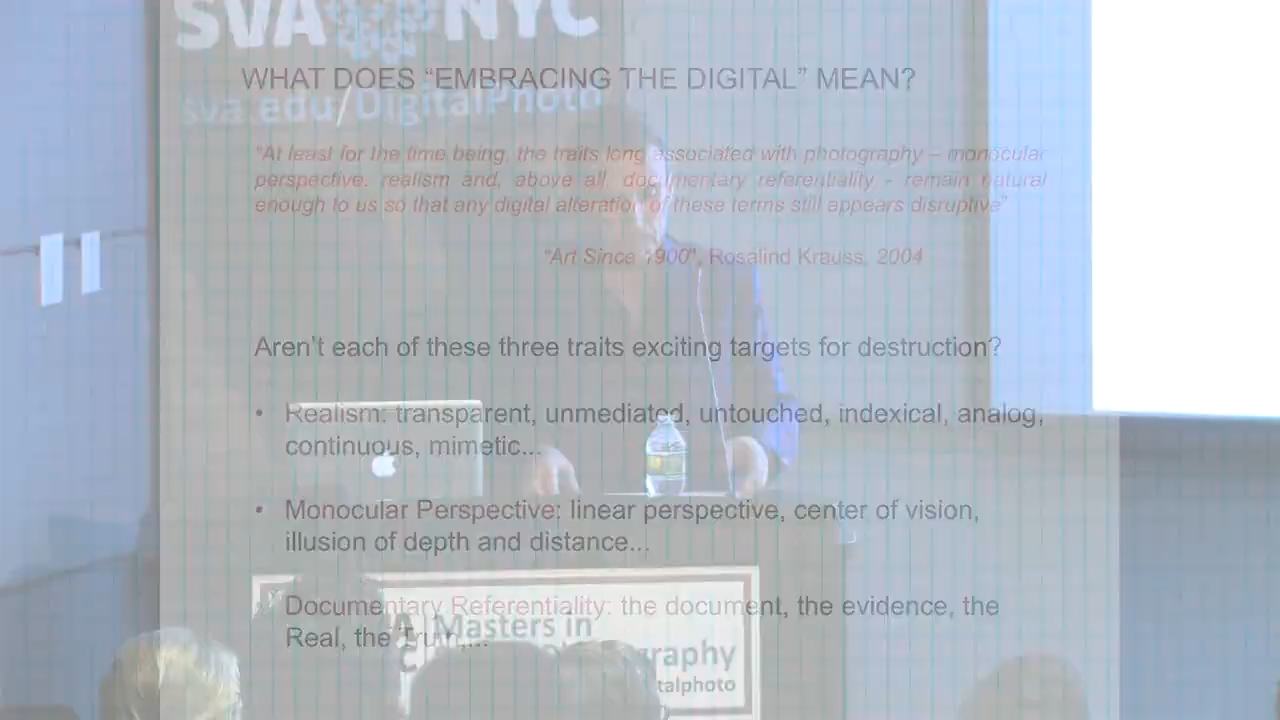 SVA NYC
WHAT DOES “EMBRACING THE DIGITAL” MEAN?
sva.edu/DigitalPhoto
“At least for the time being, the traits long associated with photography – monocular
perspective, realism and, above all, documentary referentiality - remain natural
enough to us so that any digital alteration of these terms still appears disruptive”
“Art Since 1900”, Rosalind Krauss, 2004
Aren’t each of these three traits exciting targets for destruction?
• Realism: transparent, unmediated, untouched, indexical, analog,
continuous, mimetic...
• Monocular Perspective: linear perspective, center of vision,
illusion of depth and distance...
• Documentary Referentiality: the document, the evidence, the
Real, the Truth,...
Masters in